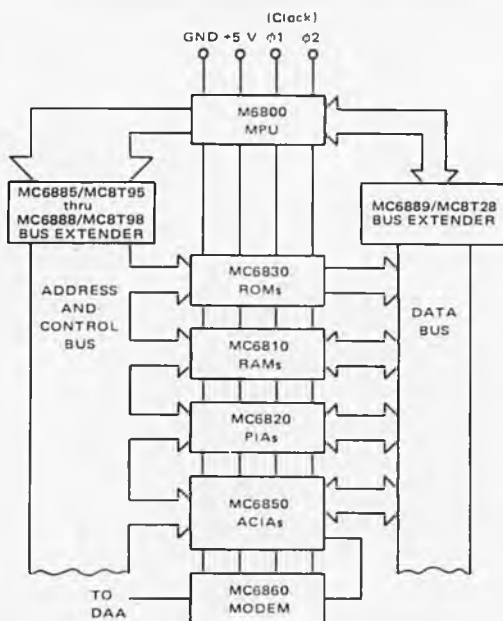 (Clock)
GND +5 V φ1 φ2
M6800
MPU
MC6885/MC8T95
thru
MC6888/MC8T98
BUS EXTENDER
MC6889/MC8T28
BUS EXTENDER
ADDRESS
AND
CONTROL
BUS
MC6830
ROMs
DATA
BUS
MC6810
RAMs
MC6820
PIAs
MC6850
ACIAs
MC6860
MODEM
TO
DAA